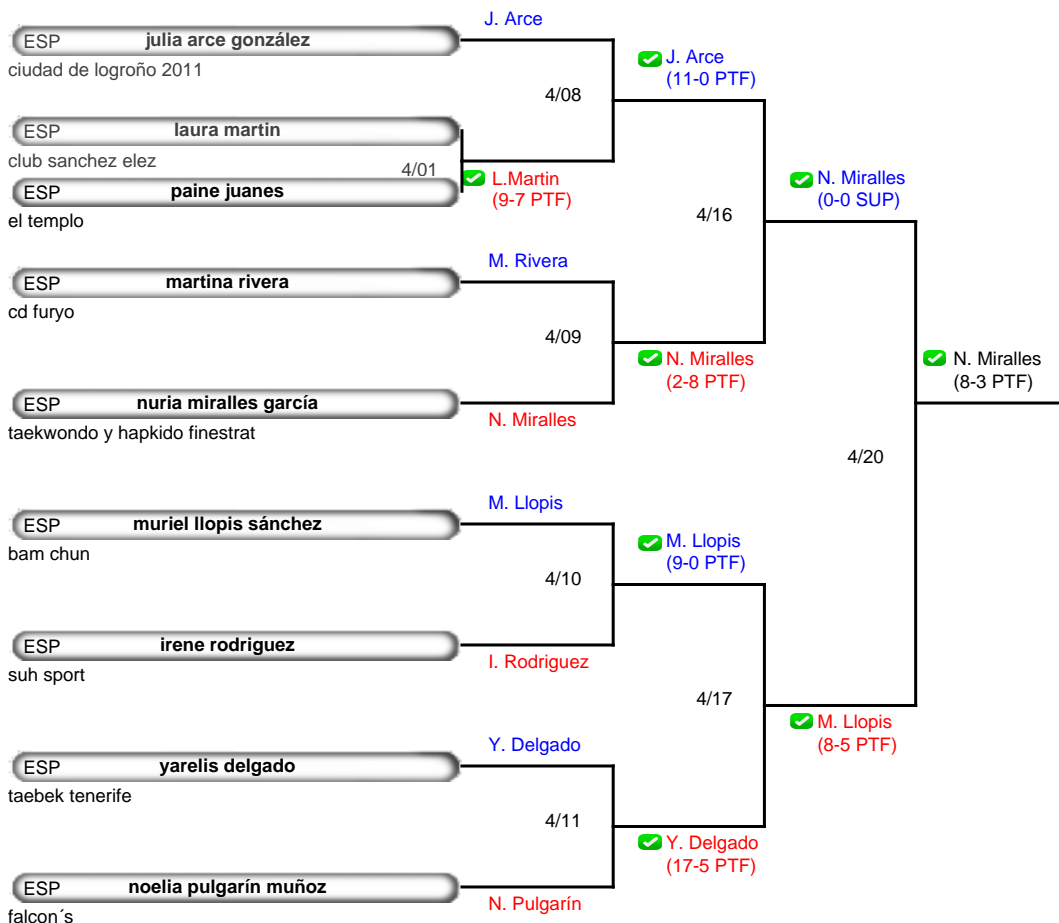 J. Arce
ESP julia arce gonzález
ciudad de logroño 2011
J. Arce
(11-0 PTF)
4/08
ESP laura martin
club sanchez elez
4/01
L.Martin
(9-7 PTF)
ESP paine juanes
el templo
N. Miralles
(0-0 SUP)
4/16
M. Rivera
ESP martina rivera
cd furyo
4/09
N. Miralles
(2-8 PTF)
N. Miralles
(8-3 PTF)
ESP nuria miralles garcía
taekwondo y hapkido finestrat
N. Miralles
4/20
M. Llopis
ESP muriel llopis sánchez
bam chun
M. Llopis
(9-0 PTF)
4/10
ESP irene rodriguez
suh sport
I. Rodriguez
4/17
M. Llopis
(8-5 PTF)
Y. Delgado
ESP yarelis delgado
taebek tenerife
4/11
Y. Delgado
(17-5 PTF)
ESP noelia pulgarín muñoz
falcon´s
N. Pulgarín